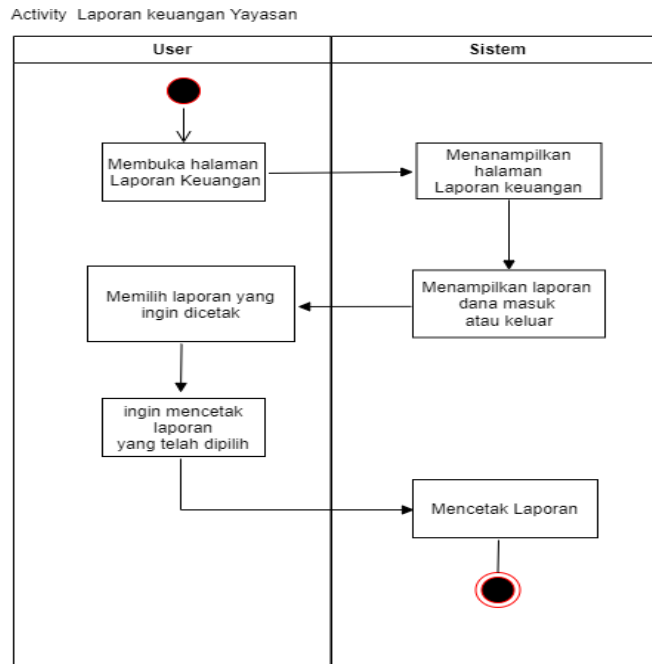 Activity Laporan keuangan Yayasan
User
Sistem
Membuka halaman
Laporan Keuangan
Menanampilkan
halaman
Laporan keuangan
Menampilkan laporan
dana masuk
atau keluar
Memilih laporan yang
ingin dicetak
ingin mencetak
laporan
yang telah dipilih
Mencetak Laporan